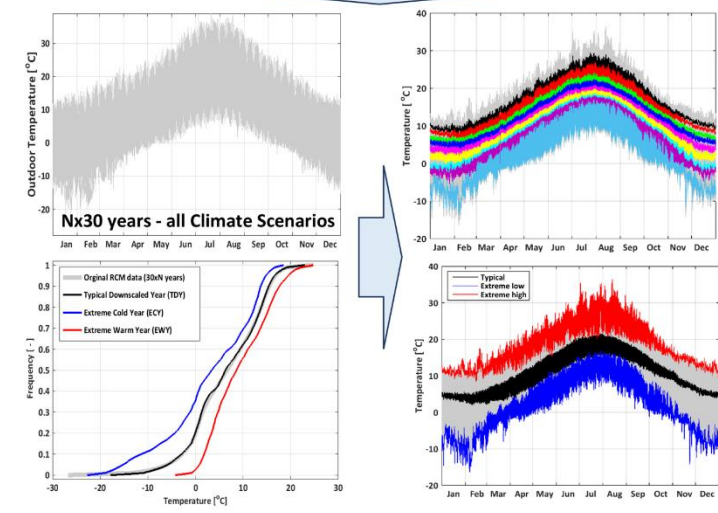 Outdoor Temperature [°C]
30
20
10
0
-10
-20
Nx30 years - all Climate Scenarios
Jan Feb Mar Apr May Jun Jul Aug Sep Oct Nov Dec
Temperature [°C]
40
30
20
10
0
-10
-20
Jan Feb Mar Apr May Jun Jul Aug Sep Oct Nov Dec
Frequency [ - ]
1
0.9
0.8
0.7
0.6
0.5
0.4
0.3
0.2
0.1
0
Orginal RCM data (30xN years)
Typical Downscaled Year (TDY)
Extreme Cold Year (ECY)
Extreme Warm Year (EWY)
-30 -20 -10 0 10 20 30
Temperature [°C]
Temperature [°C]
40
30
20
10
0
-10
-20
Typical
Extreme low
Extreme high
Jan Feb Mar Apr May Jun Jul Aug Sep Oct Nov Dec